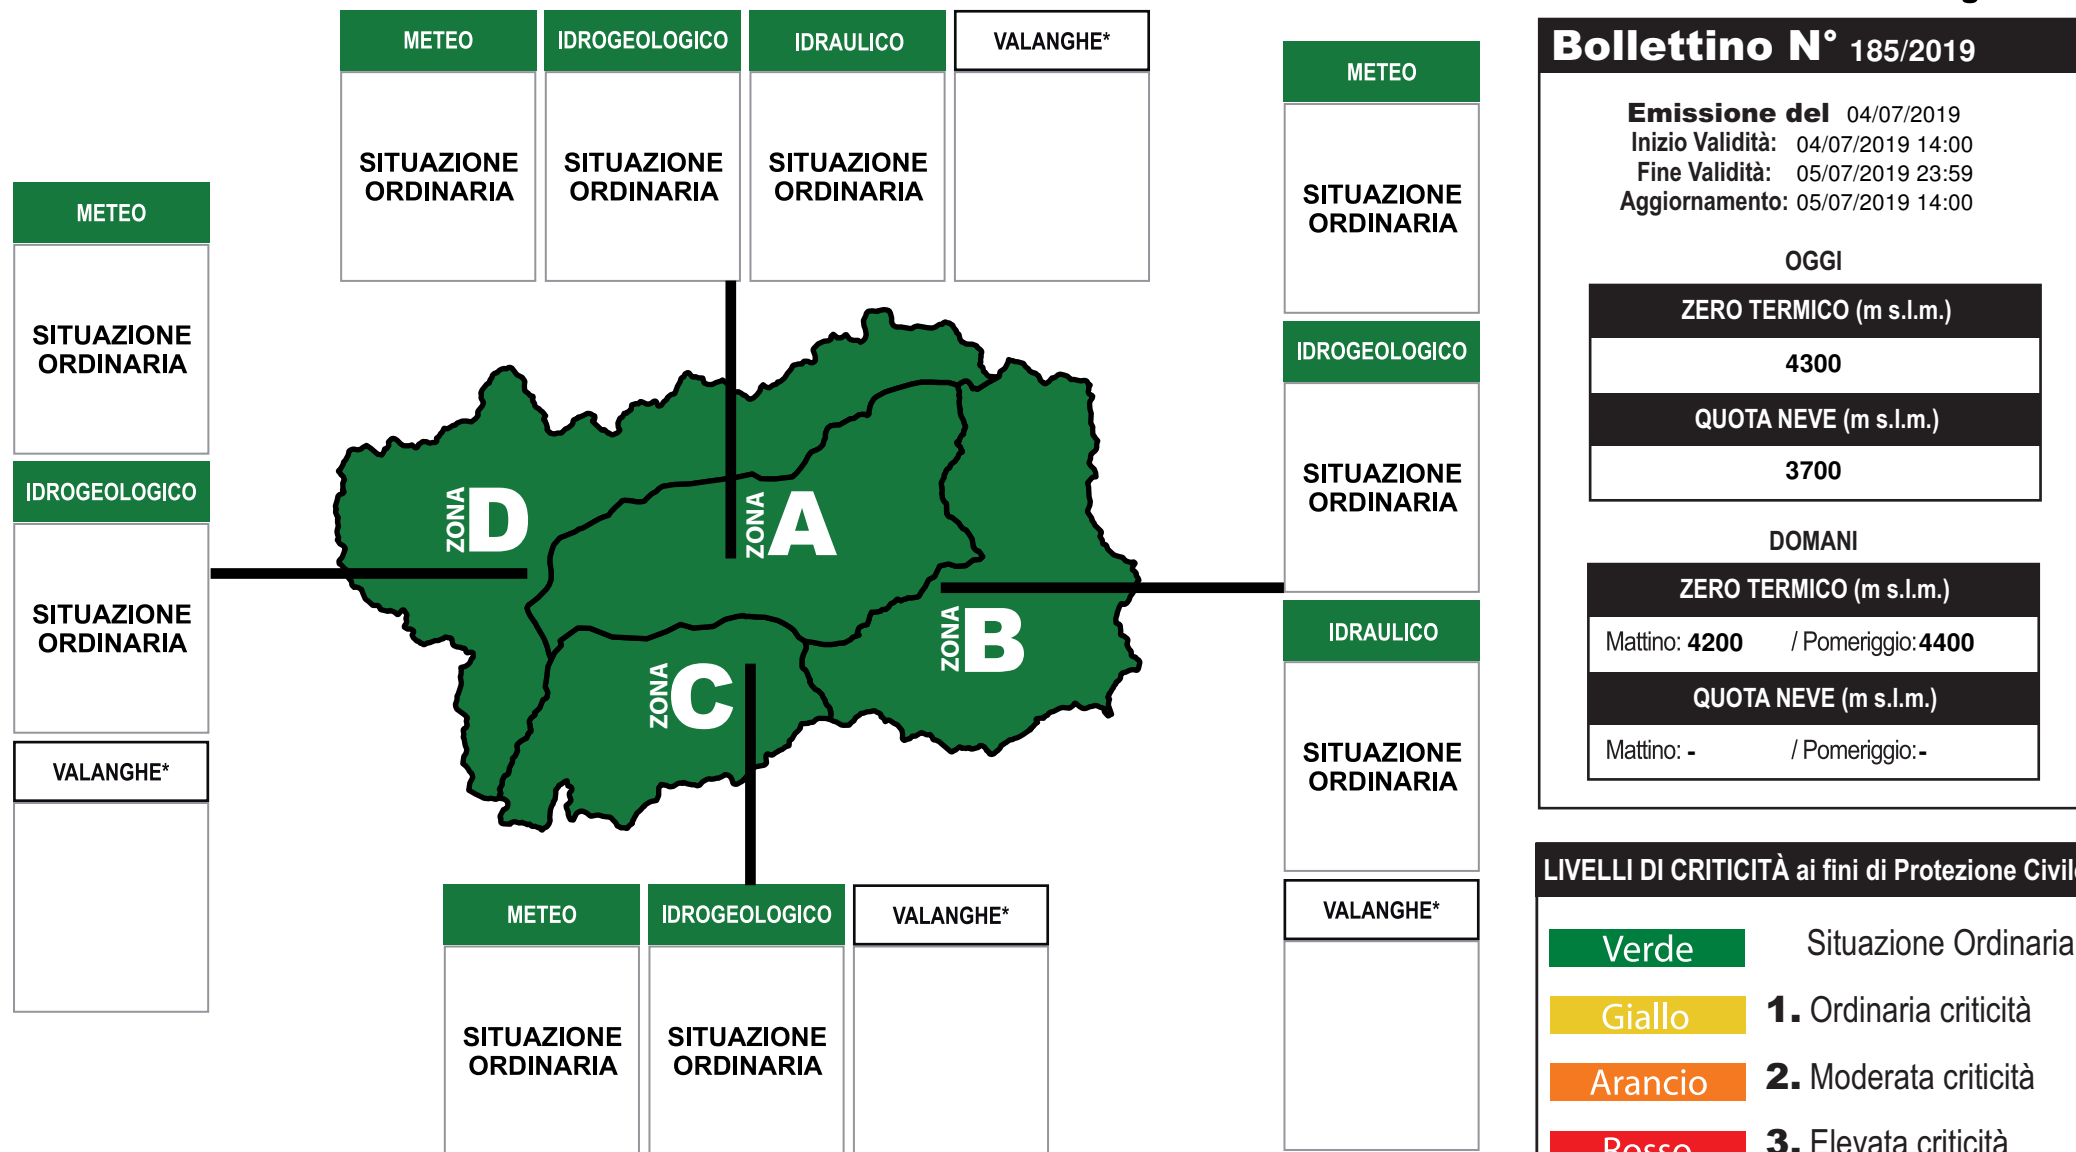 METEO
IDROGEOLOGICO
IDRAULICO
VALANGHE*
SITUAZIONE
ORDINARIA
SITUAZIONE
ORDINARIA
SITUAZIONE
ORDINARIA
METEO
SITUAZIONE
ORDINARIA
IDROGEOLOGICO
SITUAZIONE
ORDINARIA
VALANGHE*
ZONA D
ZONA A
ZONA B
ZONA C
METEO
SITUAZIONE
ORDINARIA
IDROGEOLOGICO
SITUAZIONE
ORDINARIA
IDRAULICO
SITUAZIONE
ORDINARIA
VALANGHE*
METEO
IDROGEOLOGICO
VALANGHE*
SITUAZIONE
ORDINARIA
SITUAZIONE
ORDINARIA
Bollettino N° 185/2019
Emissione del 04/07/2019
Inizio Validità: 04/07/2019 14:00
Fine Validità: 05/07/2019 23:59
Aggiornamento: 05/07/2019 14:00
OGGI
ZERO TERMICO (m s.l.m.)
4300
QUOTA NEVE (m s.l.m.)
3700
DOMANI
ZERO TERMICO (m s.l.m.)
Mattino: 4200 / Pomeriggio: 4400
QUOTA NEVE (m s.l.m.)
Mattino: - / Pomeriggio: -
LIVELLI DI CRITICITÀ ai fini di Protezione Civile
Verde Situazione Ordinaria
Giallo 1. Ordinaria criticità
Arancio 2. Moderata criticità
Rosso 3. Elevata criticità